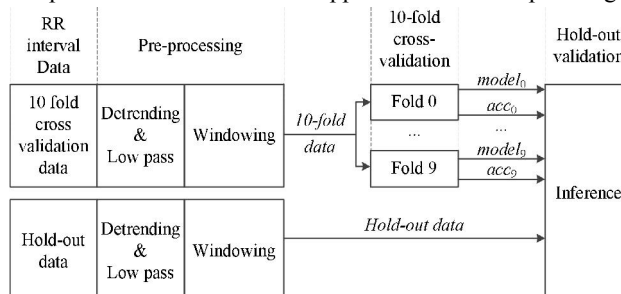 RR
interval
Data
Pre-processing
10-fold
cross-
validation
Hold-out
validation
10 fold
cross
validation
data
Detrending
&
Low pass
Windowing
10-fold
data
Fold 0
...
Fold 9
model0
acc0
...
model9
acc9
Inference
Hold-out
data
Detrending
&
Low pass
Windowing
Hold-out data